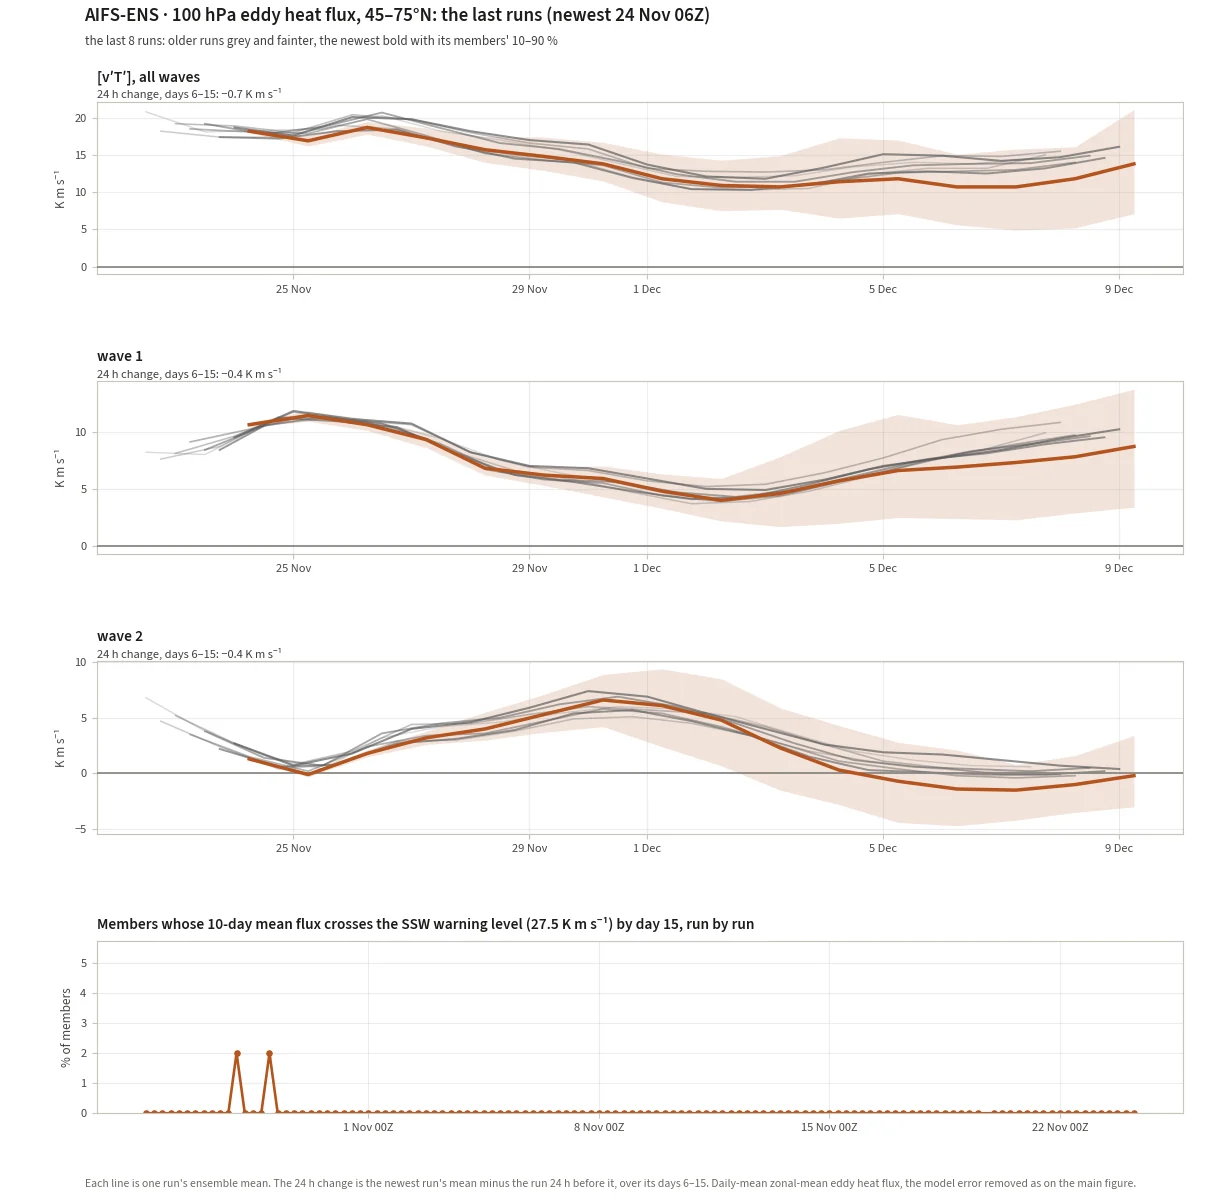 AIFS-ENS · 100 hPa eddy heat flux, 45–75°N: the last runs (newest 24 Nov 06Z)
the last 8 runs: older runs grey and fainter, the newest bold with its members' 10–90 %
[v′T′], all waves
24 h change, days 6–15: −0.7 K m s⁻¹
20
15
10
5
0
K m s⁻¹
25 Nov 29 Nov 1 Dec 5 Dec 9 Dec
wave 1
24 h change, days 6–15: −0.4 K m s⁻¹
10
5
0
K m s⁻¹
25 Nov 29 Nov 1 Dec 5 Dec 9 Dec
wave 2
24 h change, days 6–15: −0.4 K m s⁻¹
10
5
0
−5
K m s⁻¹
25 Nov 29 Nov 1 Dec 5 Dec 9 Dec
Members whose 10-day mean flux crosses the SSW warning level (27.5 K m s⁻¹) by day 15, run by run
5
4
3
2
1
0
% of members
1 Nov 00Z 8 Nov 00Z 15 Nov 00Z 22 Nov 00Z
Each line is one run's ensemble mean. The 24 h change is the newest run's mean minus the run 24 h before it, over its days 6–15. Daily-mean zonal-mean eddy heat flux, the model error removed as on the main figure.